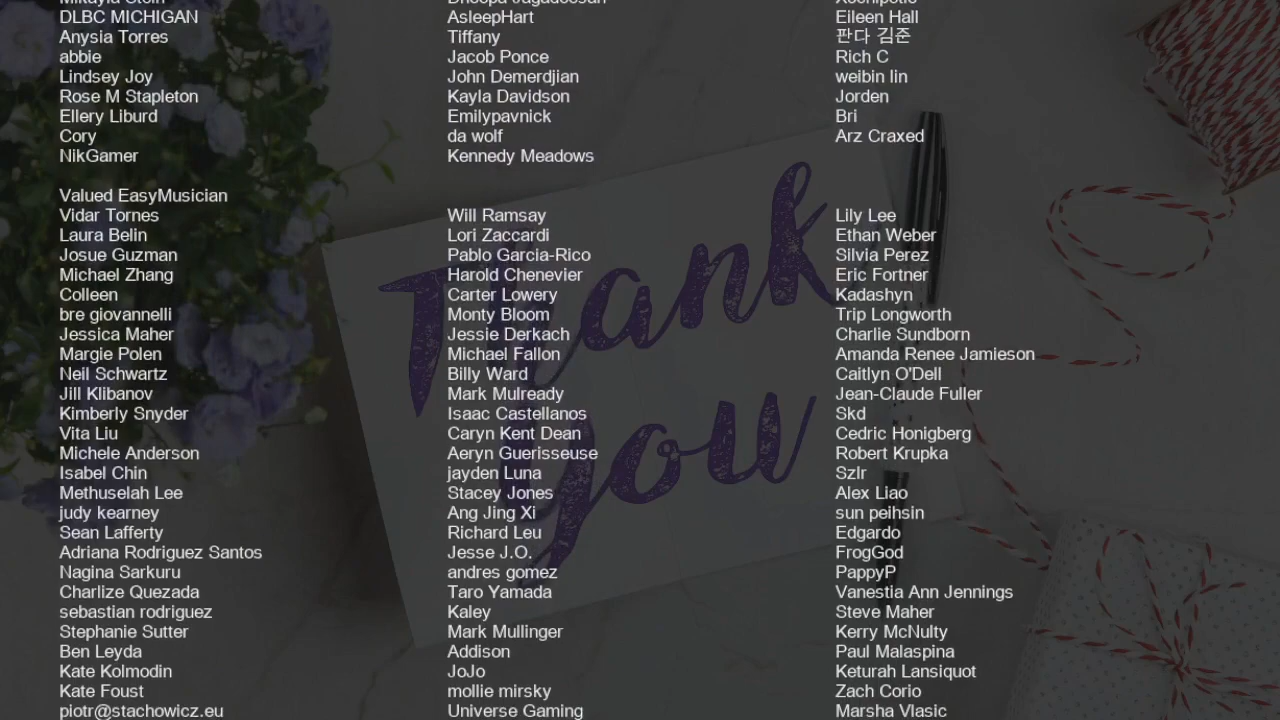 DLBC MICHIGAN
Anysia Torres
abbie
Lindsey Joy
Rose M Stapleton
Ellery Liburd
Cory
NikGamer
AsleepHart
Tiffany
Jacob Ponce
John Demerdjian
Kayla Davidson
Emilypavnick
da wolf
Kennedy Meadows
Eileen Hall
판다 김준
Rich C
weibin lin
Jorden
Bri
Arz Craxed
Valued EasyMusician
Vidar Tornes
Laura Belin
Josue Guzman
Michael Zhang
Colleen
bre giovannelli
Jessica Maher
Margie Polen
Neil Schwartz
Jill Klibanov
Kimberly Snyder
Vita Liu
Michele Anderson
Isabel Chin
Methuselah Lee
judy kearney
Sean Lafferty
Adriana Rodriguez Santos
Nagina Sarkuru
Charlize Quezada
sebastian rodriguez
Stephanie Sutter
Ben Leyda
Kate Kolmodin
Kate Foust
piotr@stachowicz.eu
Will Ramsay
Lori Zaccardi
Pablo Garcia-Rico
Harold Chenevier
Carter Lowery
Monty Bloom
Jessie Derkach
Michael Fallon
Billy Ward
Mark Mulready
Isaac Castellanos
Caryn Kent Dean
Aeryn Guerisseuse
jayden Luna
Stacey Jones
Ang Jing Xi
Richard Leu
Jesse J.O.
andres gomez
Taro Yamada
Kaley
Mark Mullinger
Addison
JoJo
mollie mirsky
Universe Gaming
Lily Lee
Ethan Weber
Silvia Perez
Eric Fortner
Kadashyn
Trip Longworth
Charlie Sundborn
Amanda Renee Jamieson
Caitlyn O'Dell
Jean-Claude Fuller
Skd
Cedric Honigberg
Robert Krupka
Szlr
Alex Liao
sun peihsin
Edgardo
FrogGod
PappyP
Vanestia Ann Jennings
Steve Maher
Kerry McNulty
Paul Malaspina
Keturah Lansiquot
Zach Corio
Marsha Vlasic
Thank
You